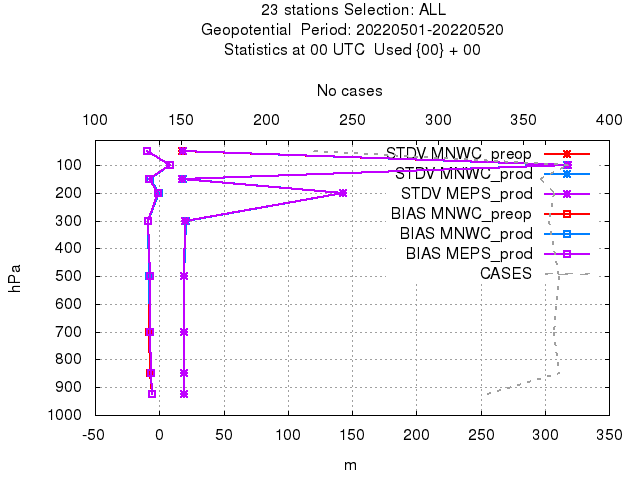 23 stations Selection: ALL
Geopotential  Period: 20220501-20220520
Statistics at 00 UTC  Used {00} + 00
No cases
100 150 200 250 300 350 400
STDV MNWC_preop
STDV MNWC_prod
STDV MEPS_prod
BIAS MNWC_preop
BIAS MNWC_prod
BIAS MEPS_prod
CASES
hPa
100
200
300
400
500
600
700
800
900
1000
-50 0 50 100 150 200 250 300 350
m